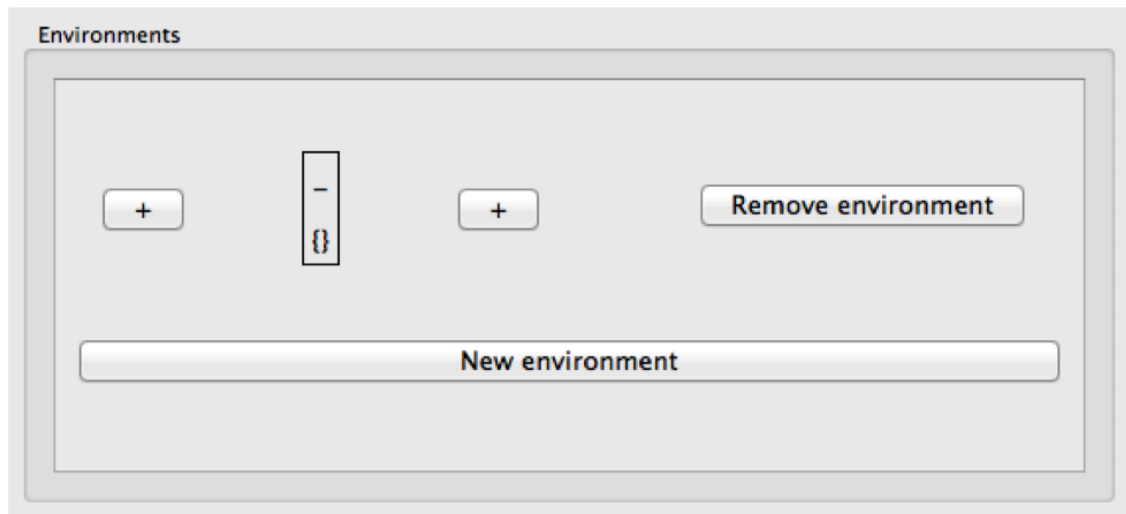 Environments
+ _ + Remove environment
{}
New environment